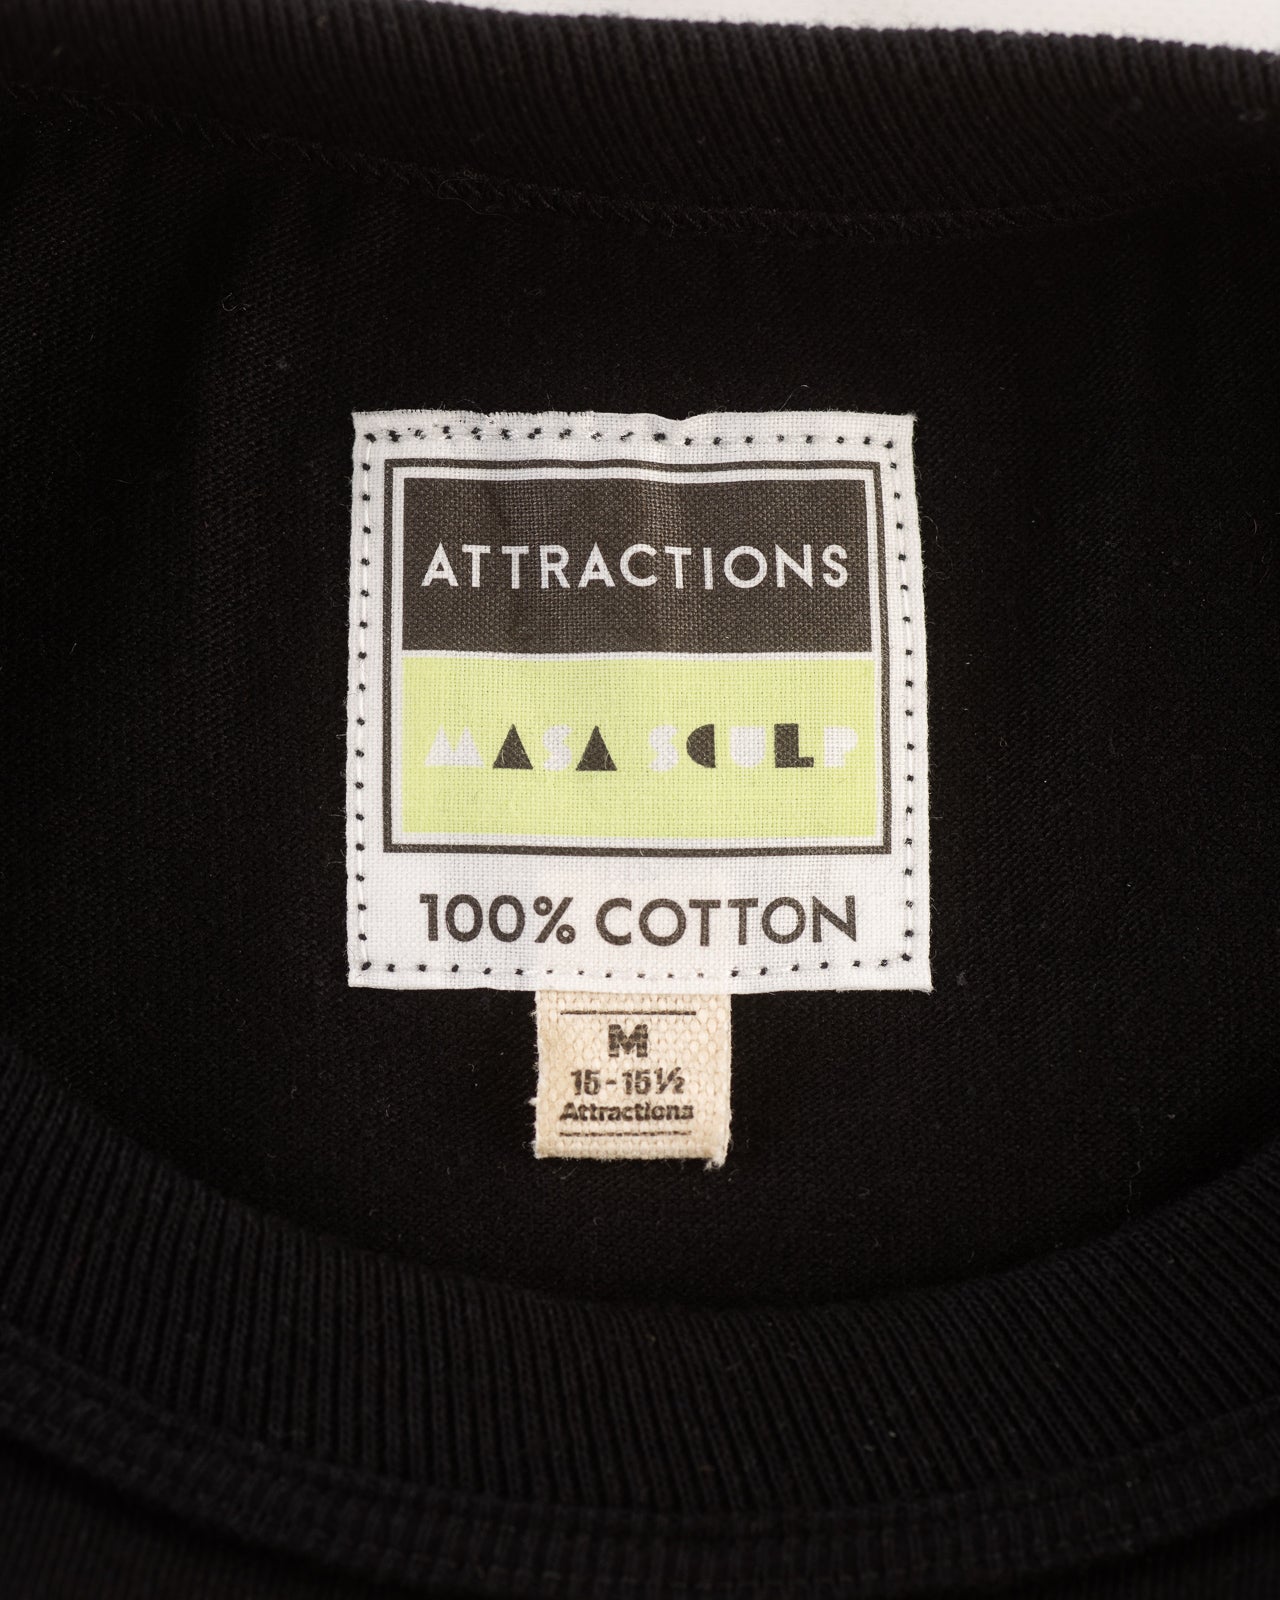 ATTRACTIONS
MASA SCULP
100% COTTON
M
15-15½
Attractions